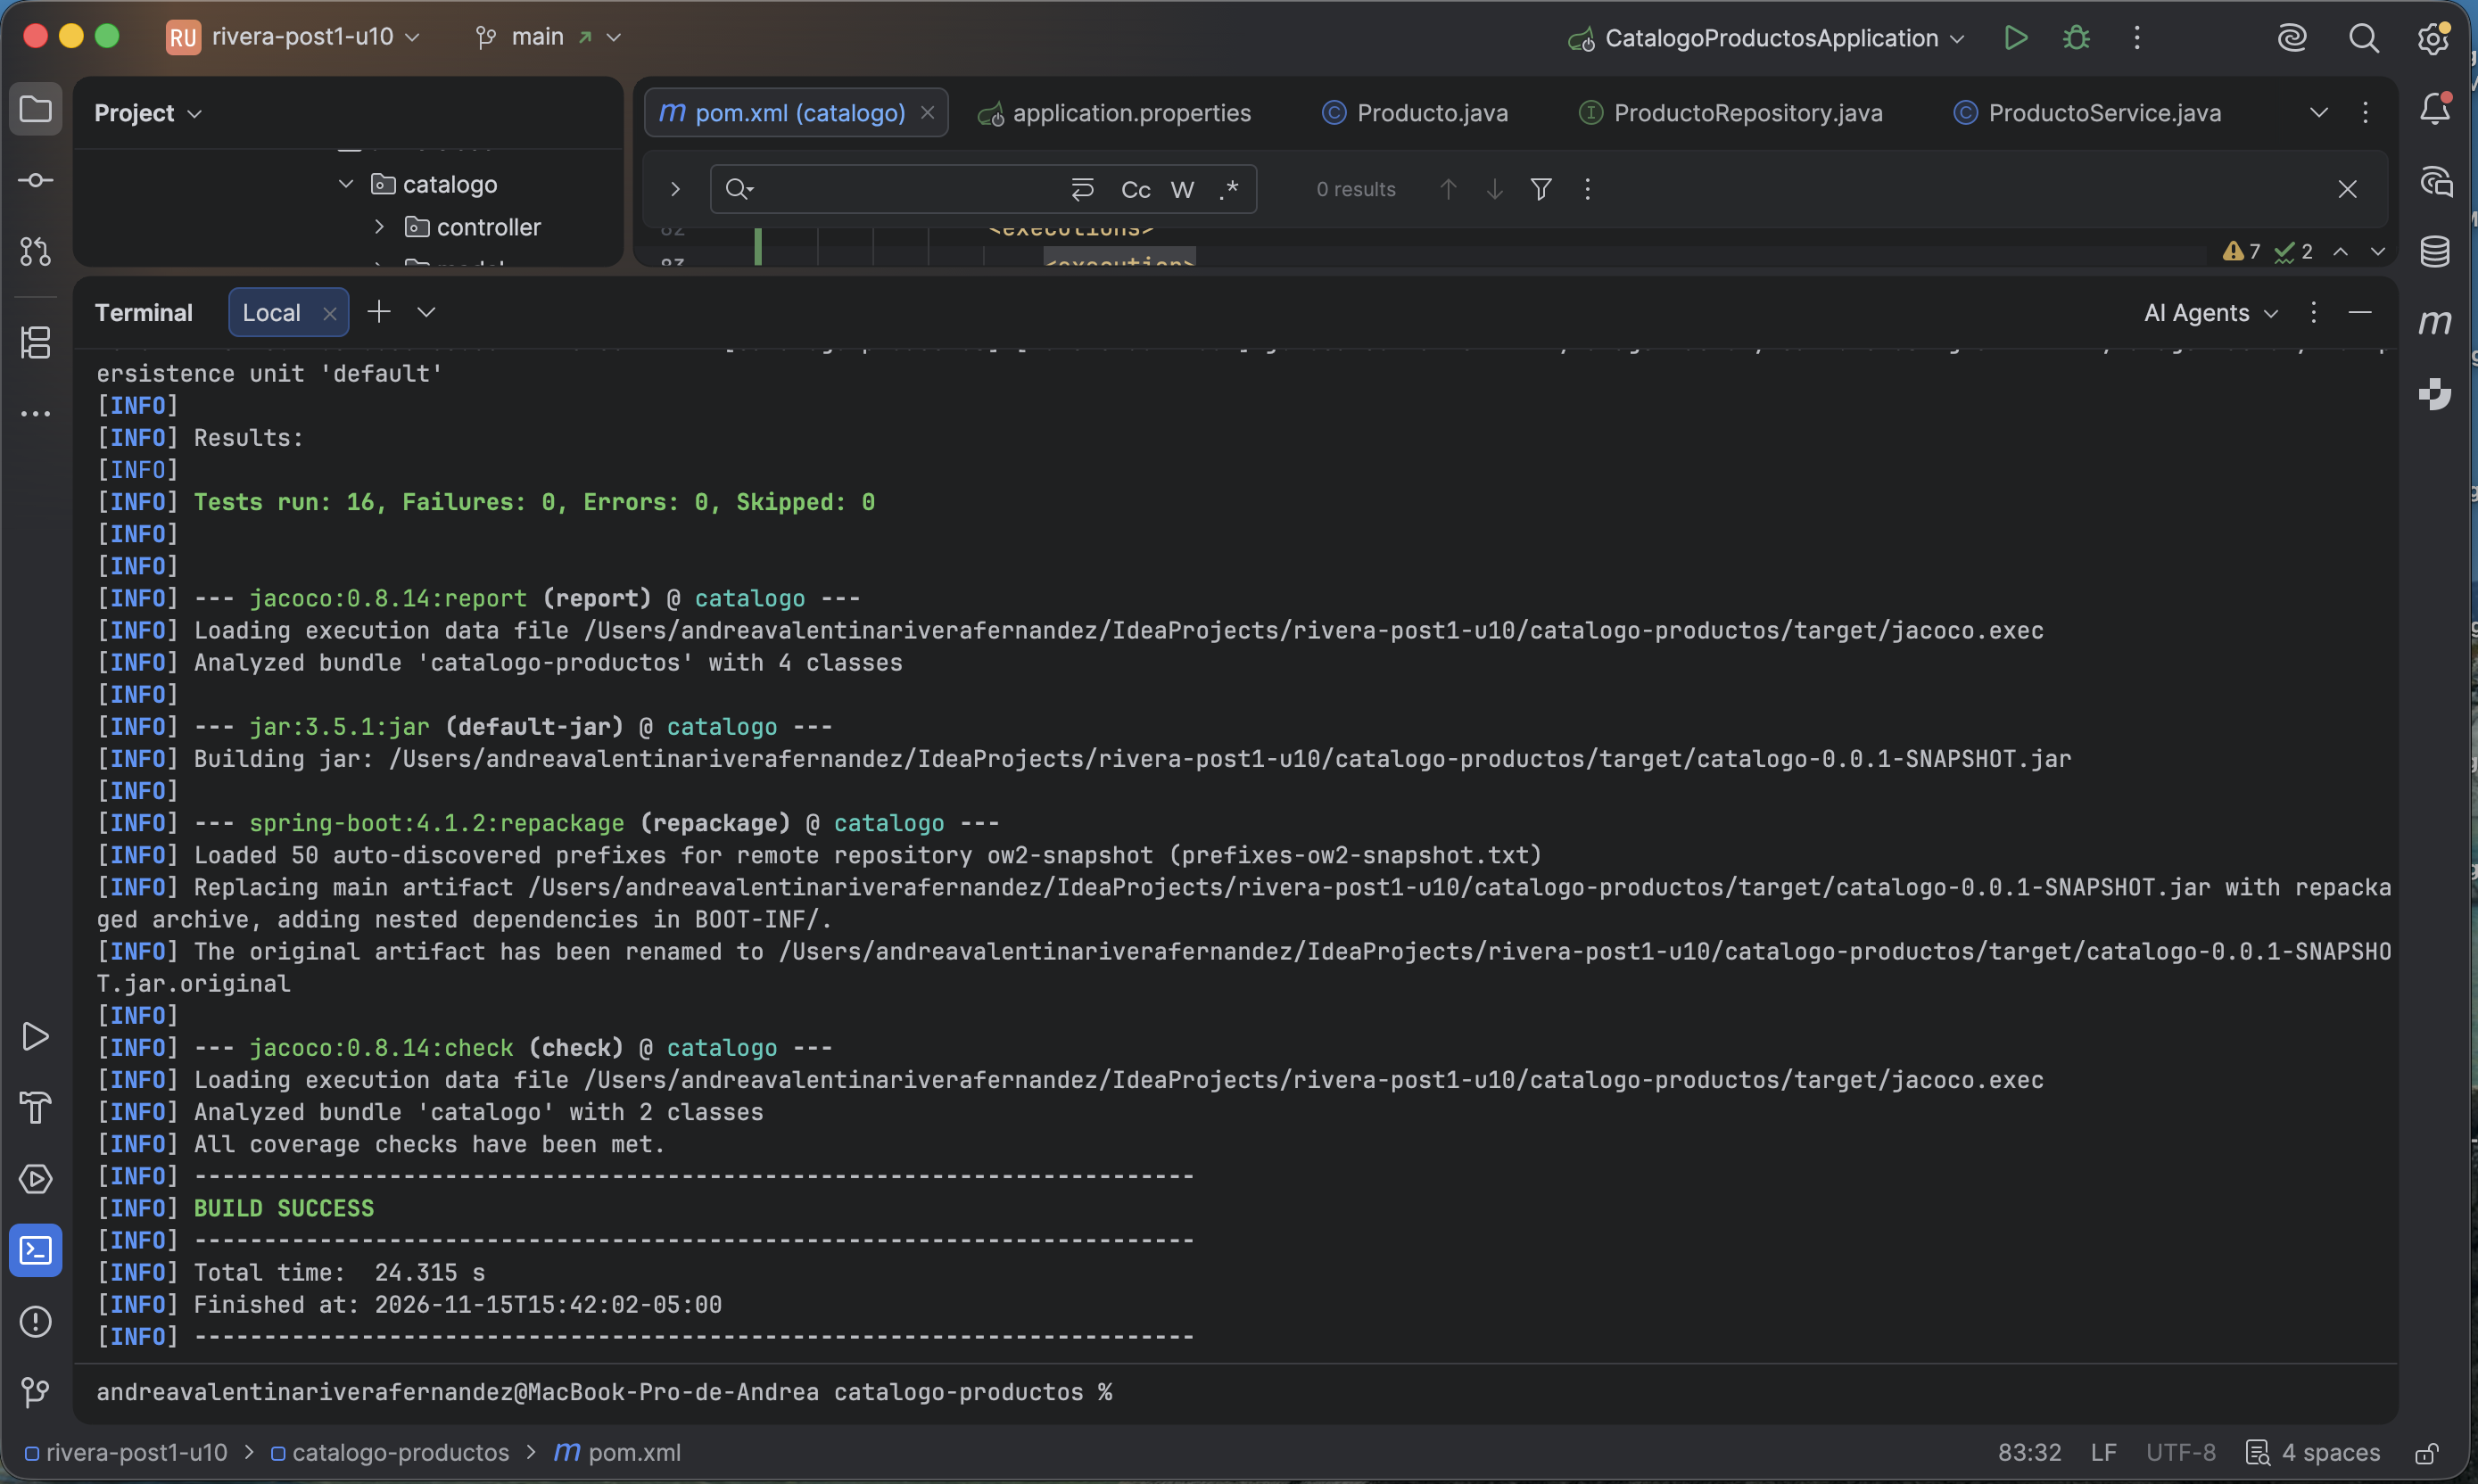 RU rivera-post1-u10 main CatalogoProductosApplication
Project
pom.xml (catalogo) application.properties Producto.java ProductoRepository.java ProductoService.java
catalogo
Cc W .* 0 results
controller
82 <executions>
7 2
83 <execution>
Terminal Local AI Agents
ersistence unit 'default'
[INFO]
[INFO] Results:
[INFO]
[INFO] Tests run: 16, Failures: 0, Errors: 0, Skipped: 0
[INFO]
[INFO]
[INFO] --- jacoco:0.8.14:report (report) @ catalogo ---
[INFO] Loading execution data file /Users/andreavalentinariverafernandez/IdeaProjects/rivera-post1-u10/catalogo-productos/target/jacoco.exec
[INFO] Analyzed bundle 'catalogo-productos' with 4 classes
[INFO]
[INFO] --- jar:3.5.1:jar (default-jar) @ catalogo ---
[INFO] Building jar: /Users/andreavalentinariverafernandez/IdeaProjects/rivera-post1-u10/catalogo-productos/target/catalogo-0.0.1-SNAPSHOT.jar
[INFO]
[INFO] --- spring-boot:4.1.2:repackage (repackage) @ catalogo ---
[INFO] Loaded 50 auto-discovered prefixes for remote repository ow2-snapshot (prefixes-ow2-snapshot.txt)
[INFO] Replacing main artifact /Users/andreavalentinariverafernandez/IdeaProjects/rivera-post1-u10/catalogo-productos/target/catalogo-0.0.1-SNAPSHOT.jar with repacka
ged archive, adding nested dependencies in BOOT-INF/.
[INFO] The original artifact has been renamed to /Users/andreavalentinariverafernandez/IdeaProjects/rivera-post1-u10/catalogo-productos/target/catalogo-0.0.1-SNAPSHO
T.jar.original
[INFO]
[INFO] --- jacoco:0.8.14:check (check) @ catalogo ---
[INFO] Loading execution data file /Users/andreavalentinariverafernandez/IdeaProjects/rivera-post1-u10/catalogo-productos/target/jacoco.exec
[INFO] Analyzed bundle 'catalogo' with 2 classes
[INFO] All coverage checks have been met.
[INFO] ------------------------------------------------------------------------
[INFO] BUILD SUCCESS
[INFO] ------------------------------------------------------------------------
[INFO] Total time:  24.315 s
[INFO] Finished at: 2026-11-15T15:42:02-05:00
[INFO] ------------------------------------------------------------------------
andreavalentinariverafernandez@MacBook-Pro-de-Andrea catalogo-productos %
rivera-post1-u10 > catalogo-productos > m pom.xml 83:32 LF UTF-8 4 spaces